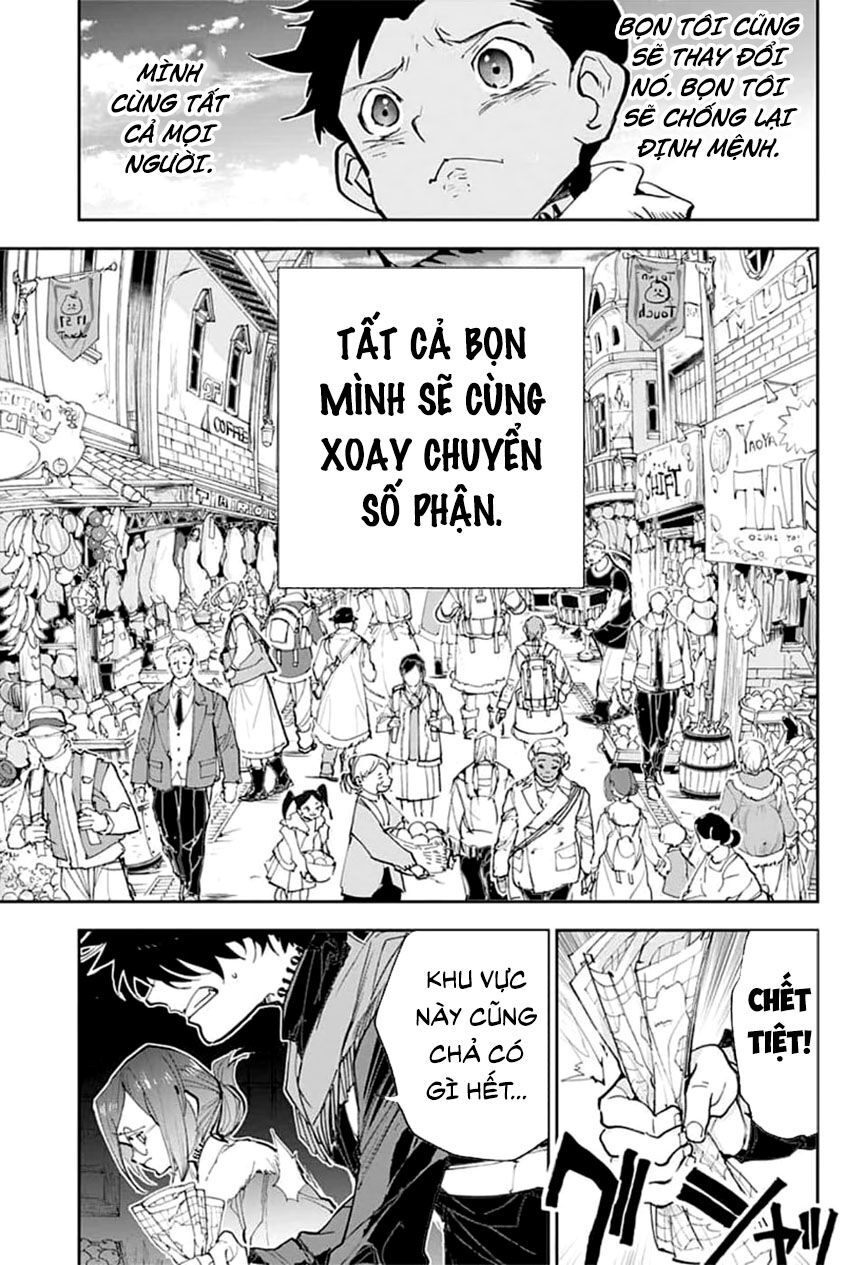 BỌN TÔI CŨNG
SẼ THAY ĐỔI
NÓ. BỌN TÔI
SẼ CHỐNG LẠI
ĐỊNH MỆNH.
MÌNH
CÙNG TẤT
CẢ MỌI
NGƯỜI.
TẤT CẢ BỌN
MÌNH SẼ CÙNG
XOAY CHUYỂN
SỐ PHẬN.
COFFEE
Touch
YAOYA
CHẾT
TIỆT!
KHU VỰC
NÀY CŨNG
CHẢ CÓ
GÌ HẾT...